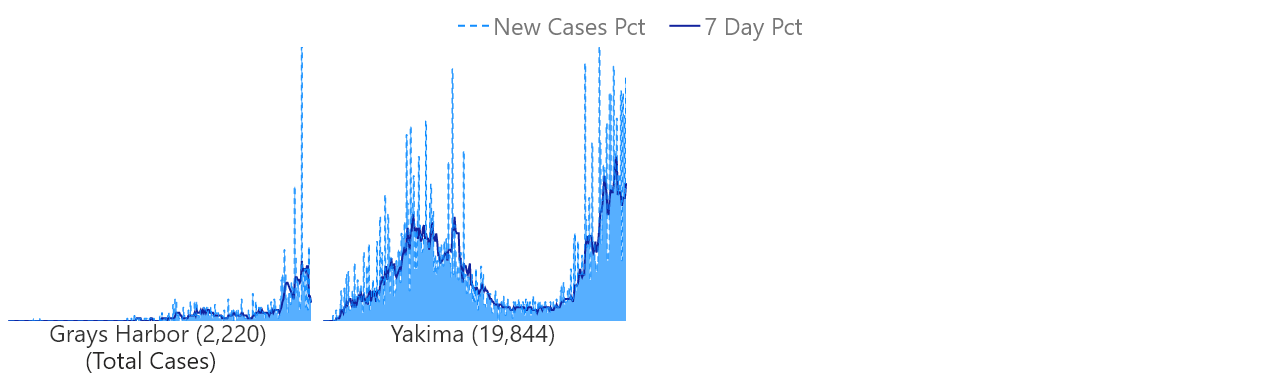 New Cases Pct 7 Day Pct
Grays Harbor (2,220) Yakima (19,844)
(Total Cases)